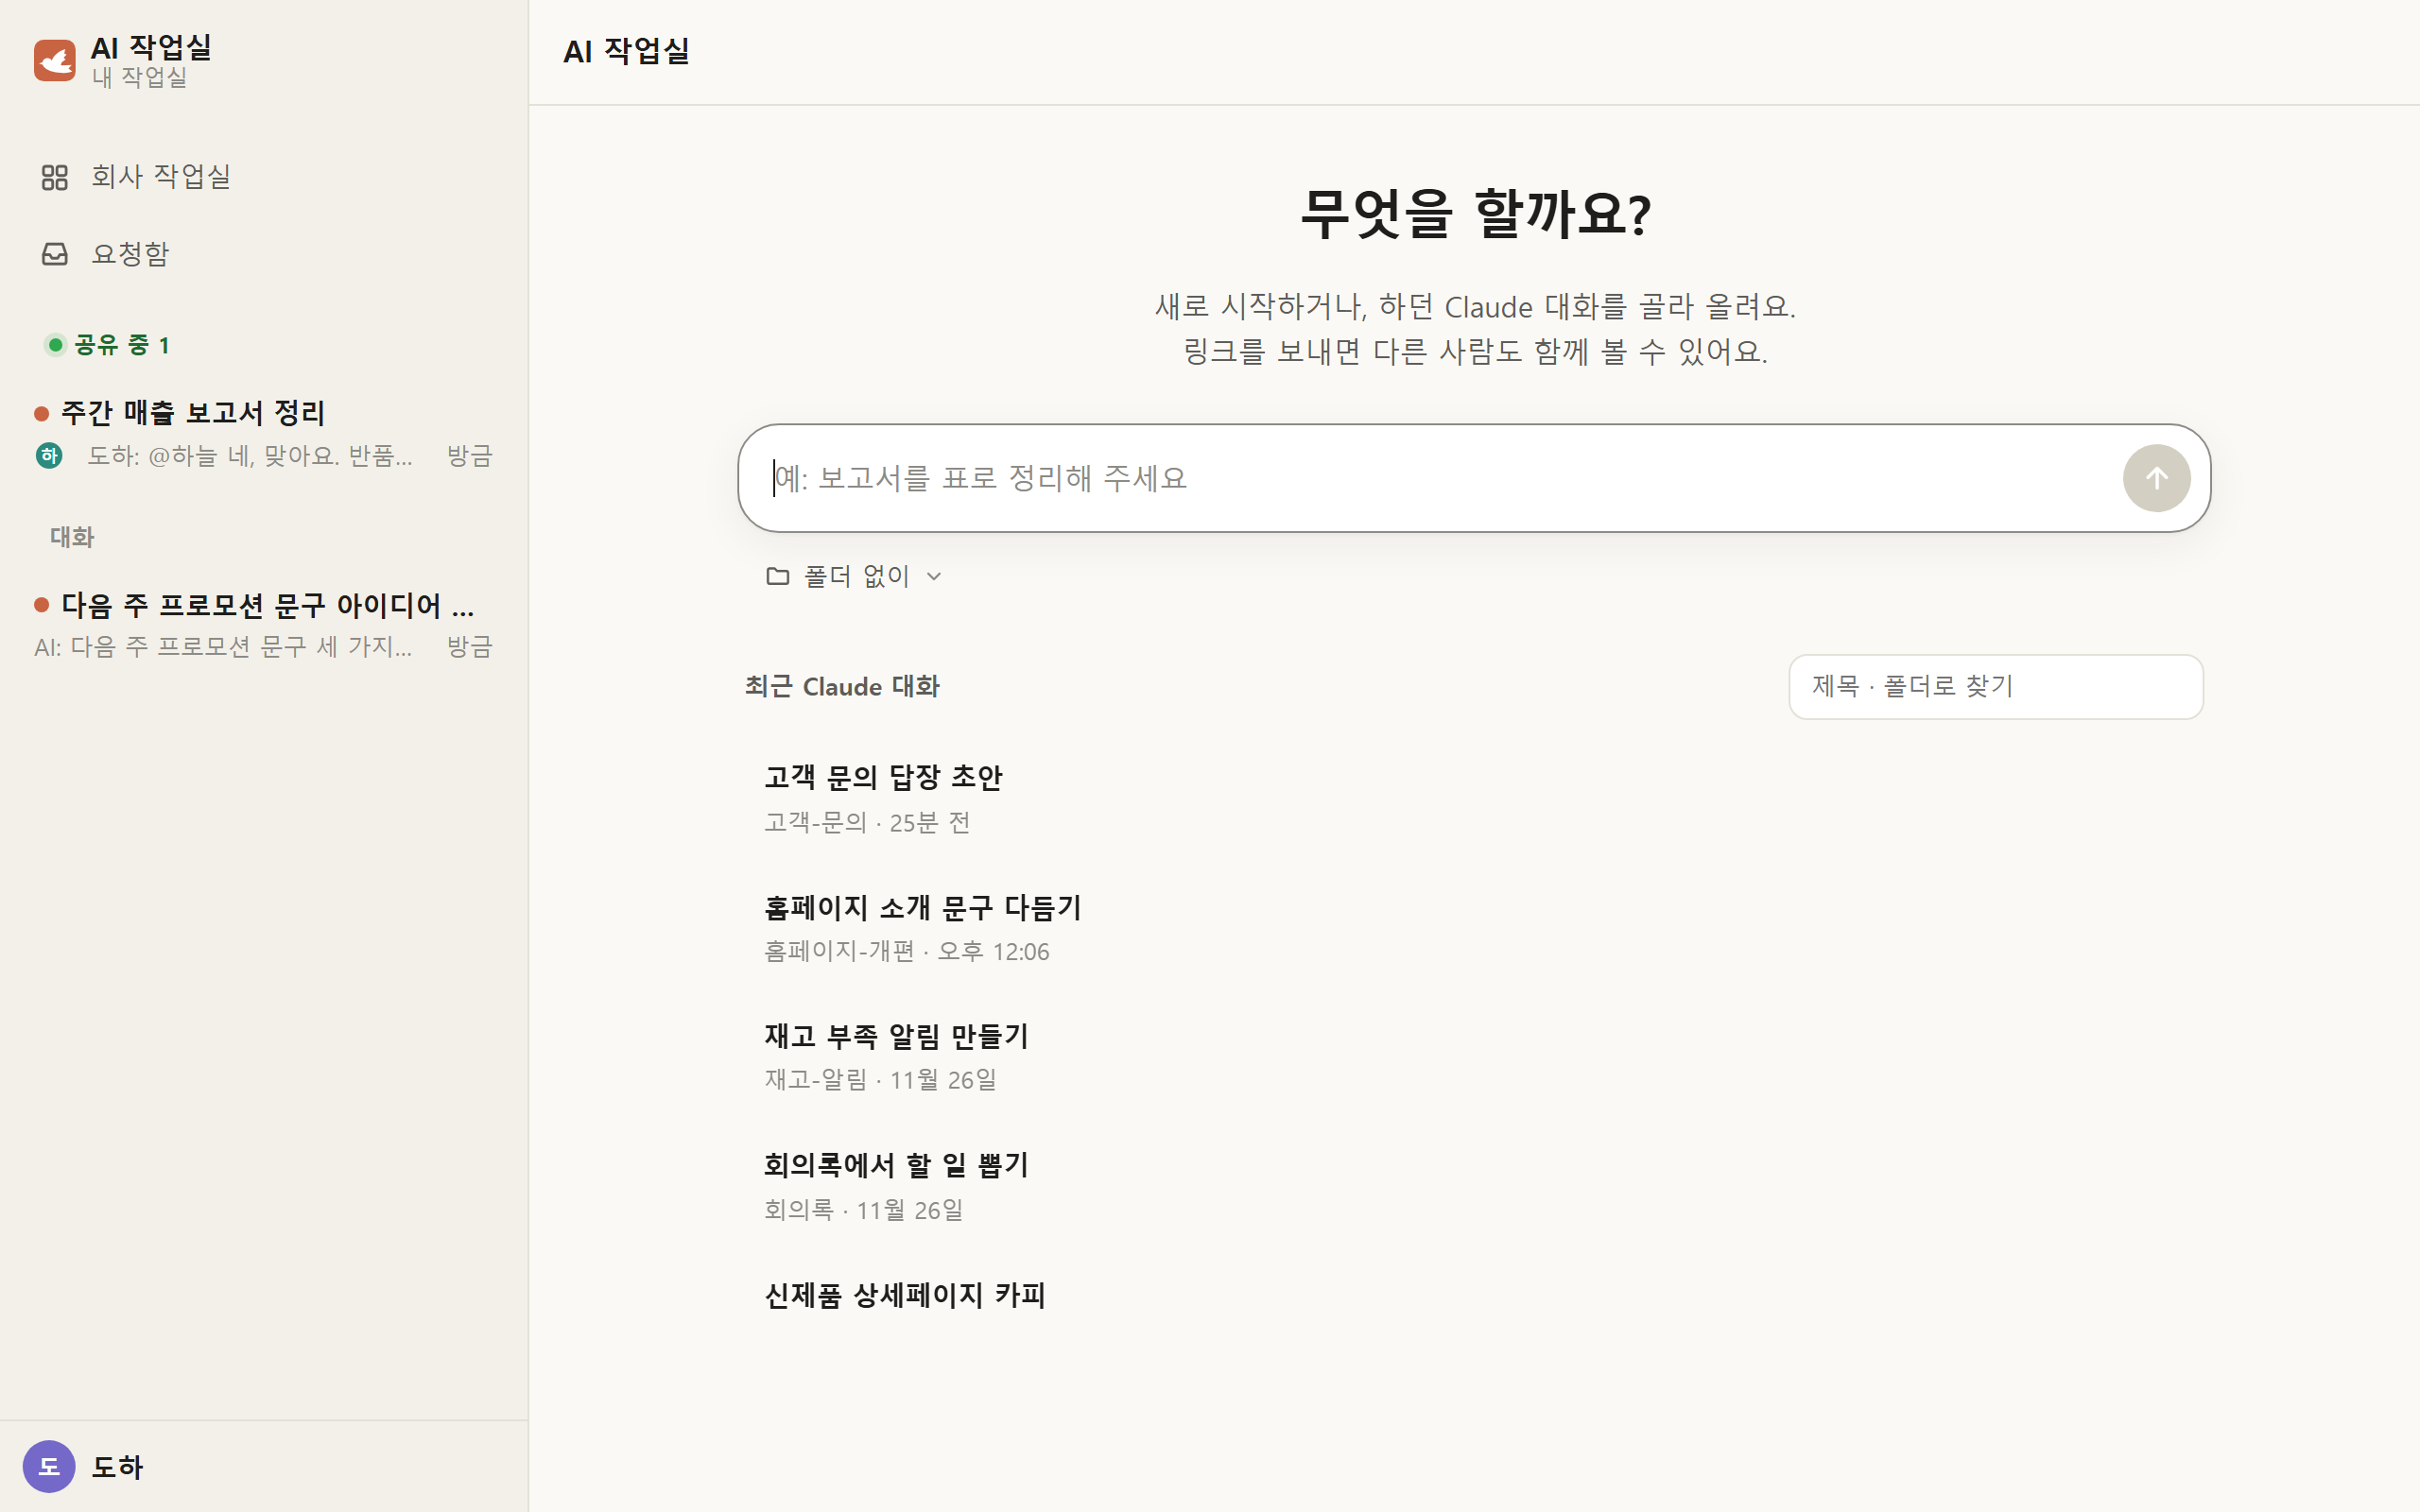 AI 작업실
내 작업실
회사 작업실
요청함
공유 중 1
주간 매출 보고서 정리
하 도하: @하늘 네, 맞아요. 반품... 방금
대화
다음 주 프로모션 문구 아이디어 ...
AI: 다음 주 프로모션 문구 세 가지... 방금
도 도하
AI 작업실
무엇을 할까요?
새로 시작하거나, 하던 Claude 대화를 골라 올려요.
링크를 보내면 다른 사람도 함께 볼 수 있어요.
예: 보고서를 표로 정리해 주세요
폴더 없이
최근 Claude 대화
제목 · 폴더로 찾기
고객 문의 답장 초안
고객-문의 · 25분 전
홈페이지 소개 문구 다듬기
홈페이지-개편 · 오후 12:06
재고 부족 알림 만들기
재고-알림 · 11월 26일
회의록에서 할 일 뽑기
회의록 · 11월 26일
신제품 상세페이지 카피